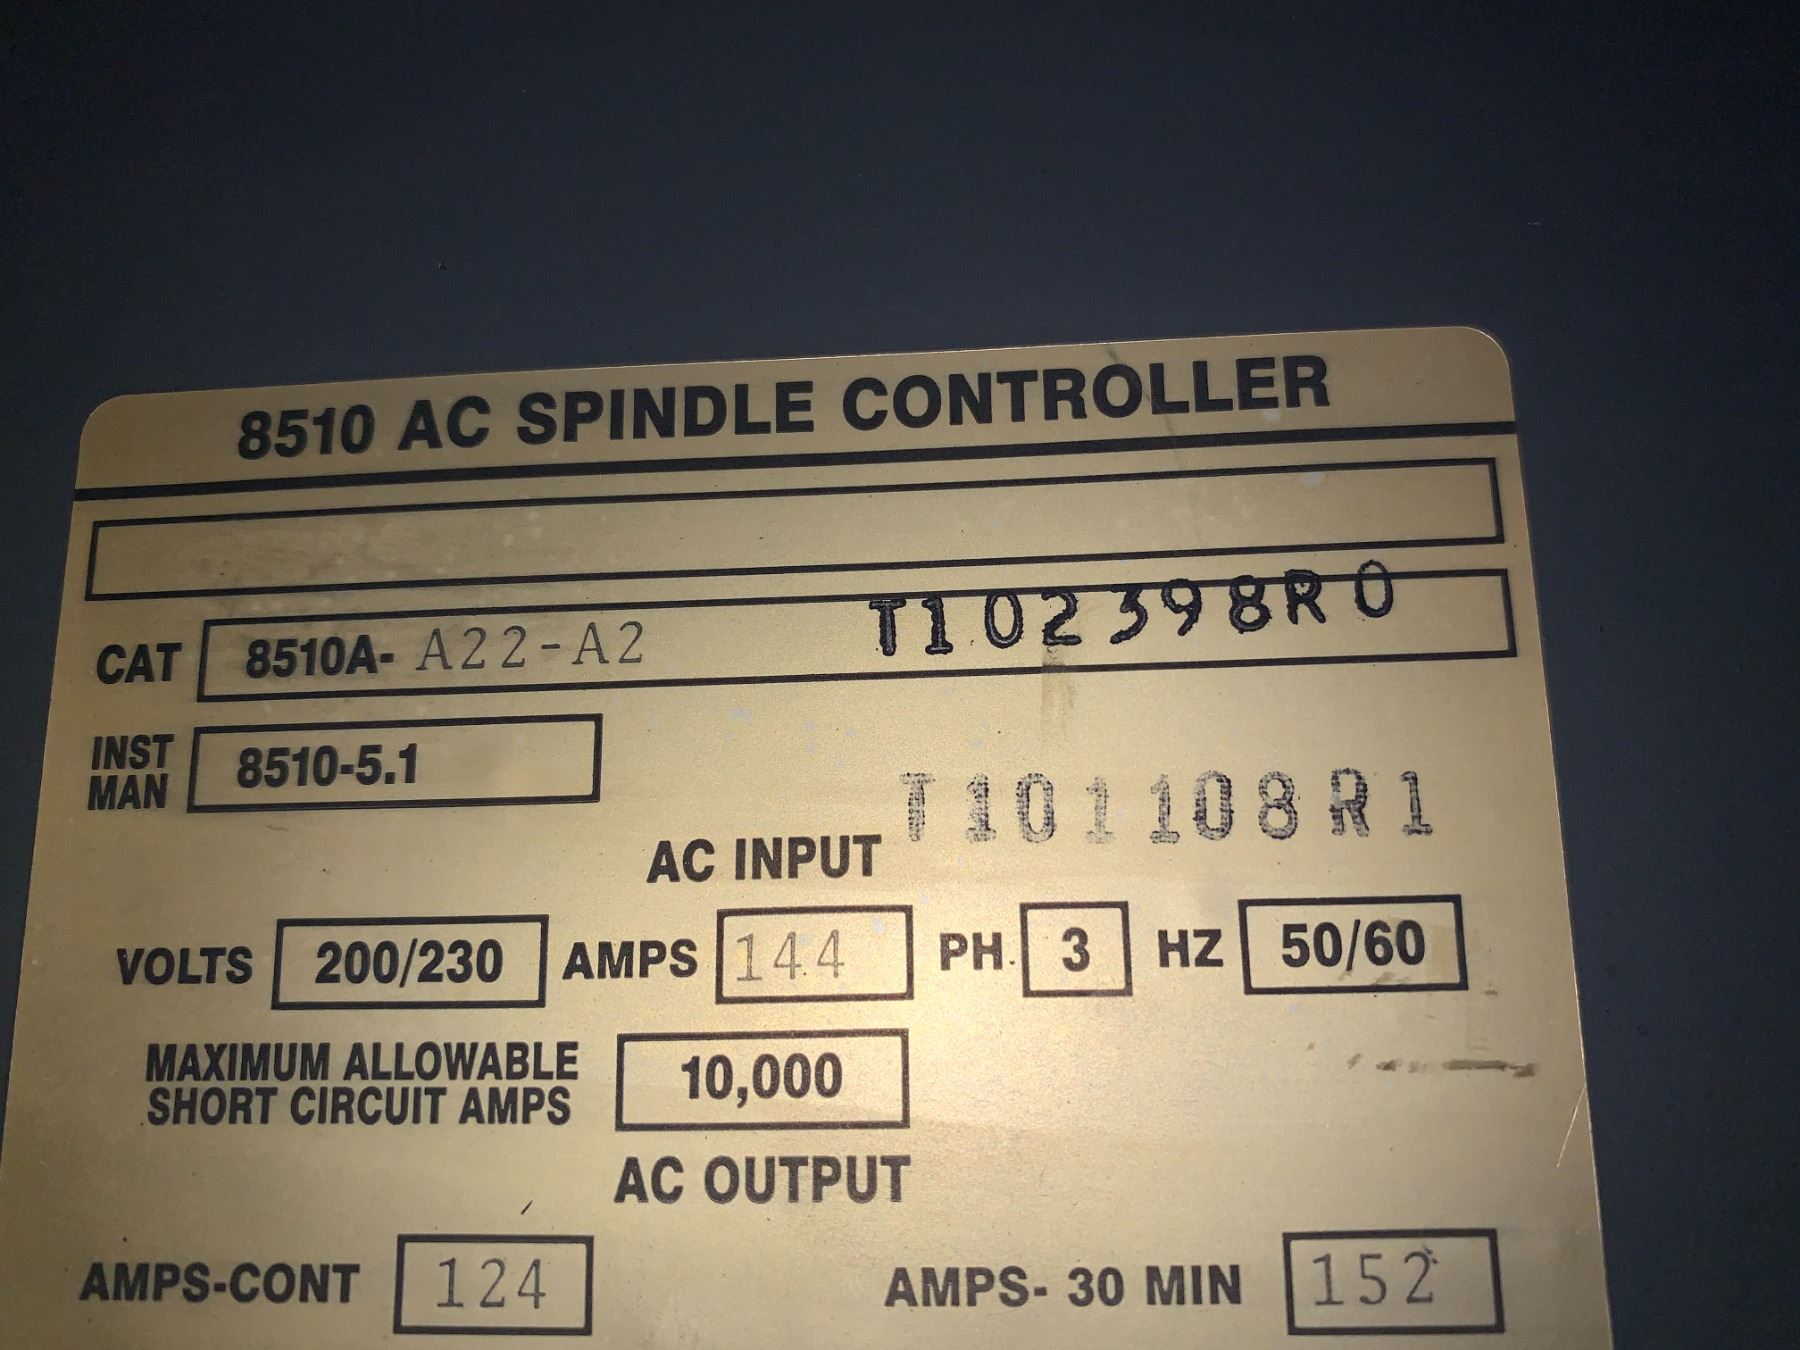 8510 AC SPINDLE CONTROLLER
CAT 8510A- A22-A2 T102398R0
INST MAN 8510-5.1
T101108R1
AC INPUT
VOLTS 200/230 AMPS 144 PH. 3 HZ 50/60
MAXIMUM ALLOWABLE
SHORT CIRCUIT AMPS 10,000
AC OUTPUT
AMPS-CONT 124 AMPS- 30 MIN 152